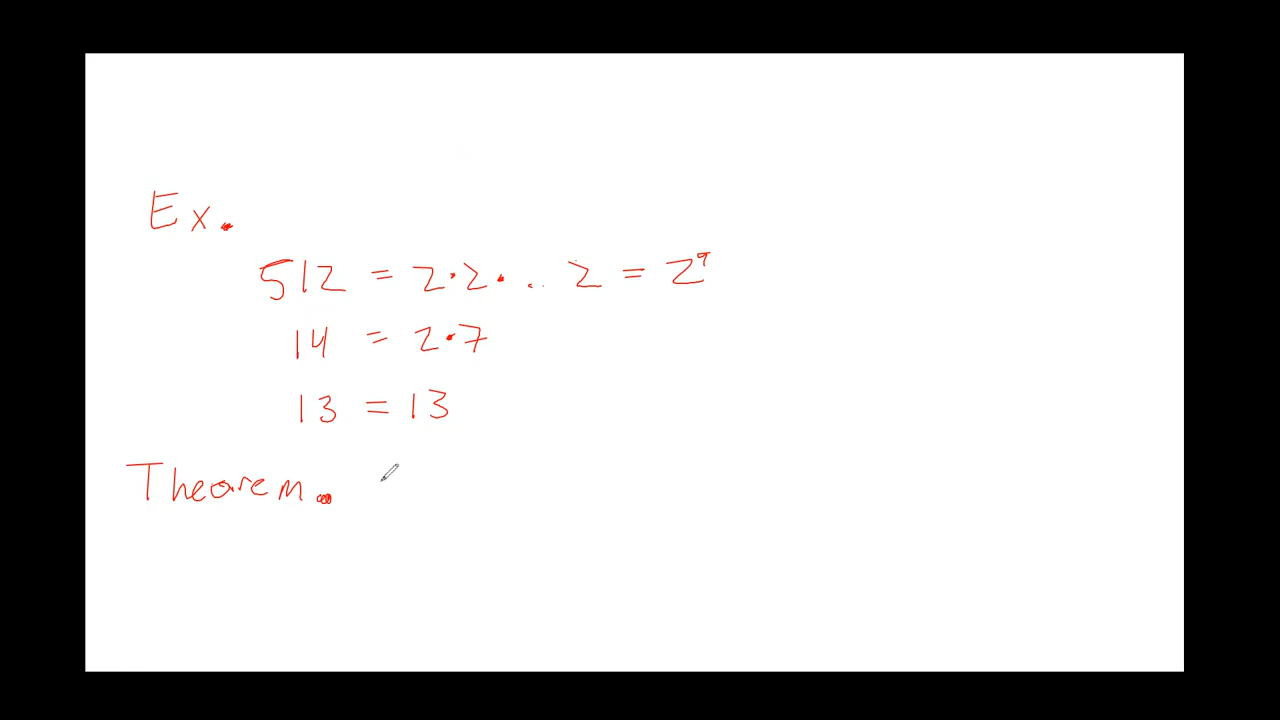 Ex.
512 = 2·2· ... 2 = 2⁹
14 = 2·7
13 = 13
Theorem.